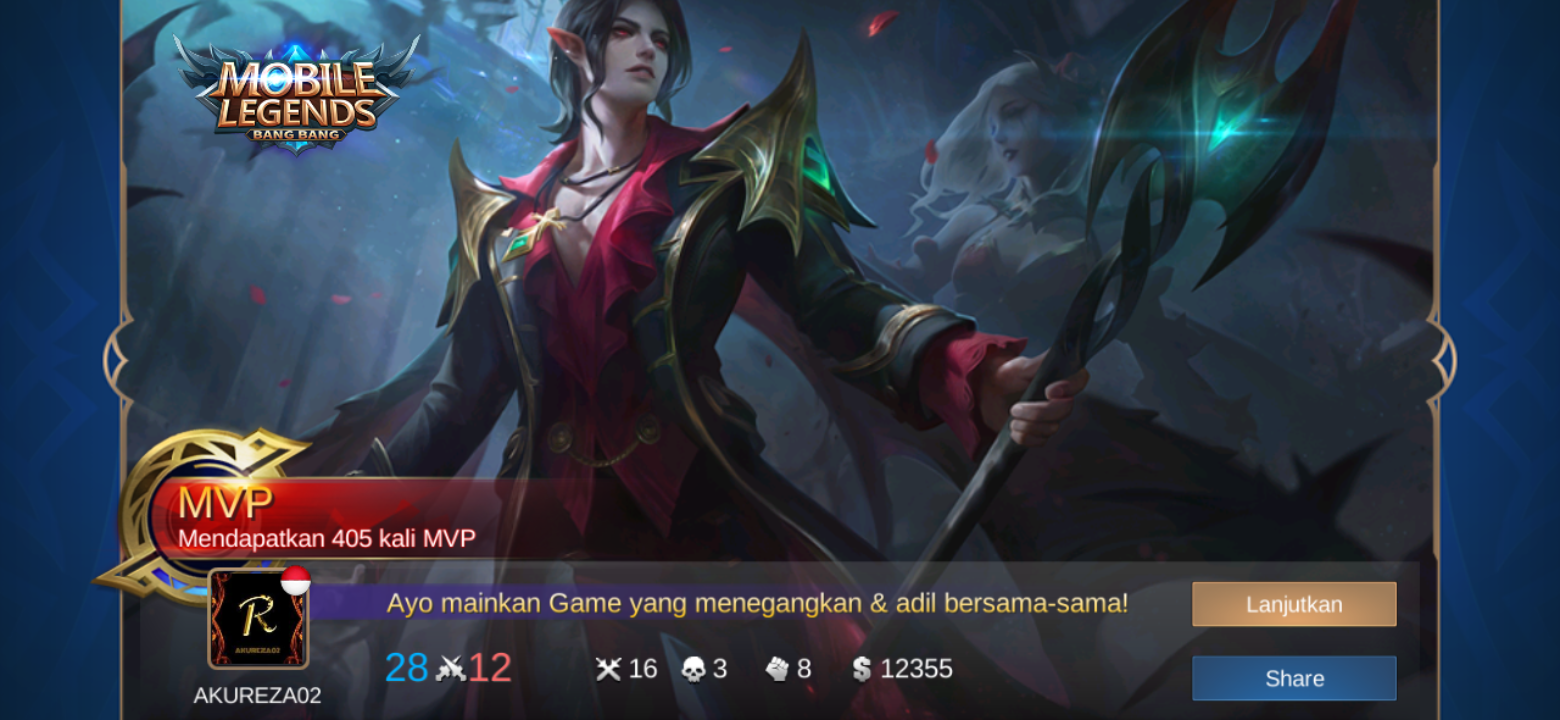 MOBILE
LEGENDS
BANG BANG
MVP
Mendapatkan 405 kali MVP
R
AKUREZA02
Ayo mainkan Game yang menegangkan & adil bersama-sama!
Lanjutkan
28 12 16 3 8 $ 12355
Share
AKUREZA02